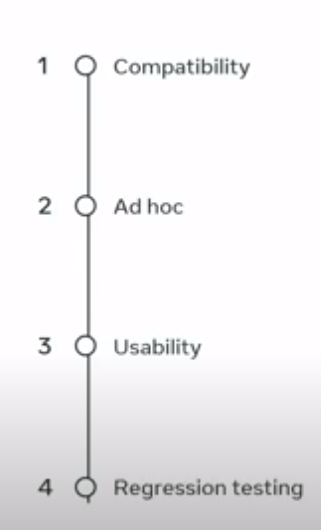 1 Compatibility
2 Ad hoc
3 Usability
4 Regression testing